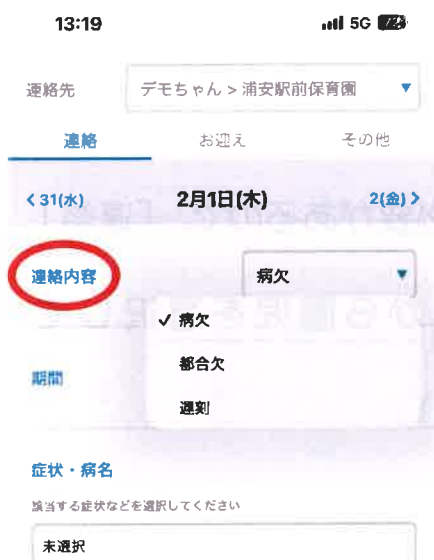 13:19 5G 72
連絡先 デモちゃん > 浦安駅前保育園 ▼
連絡 お迎え その他
< 31(水) 2月1日(木) 2(金) >
連絡内容 病欠 ▼
✓ 病欠
都合欠
期間
遅刻
症状・病名
該当する症状などを選択してください
未選択